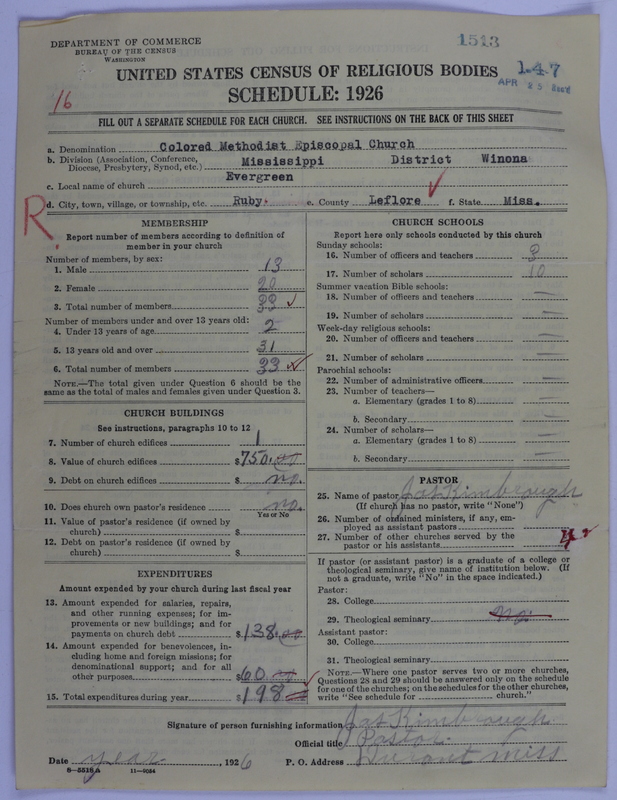 DEPARTMENT OF COMMERCE
BUREAU OF THE CENSUS
WASHINGTON
1513
147
APR 25
16
UNITED STATES CENSUS OF RELIGIOUS BODIES
SCHEDULE: 1926
FILL OUT A SEPARATE SCHEDULE FOR EACH CHURCH. SEE INSTRUCTIONS ON THE BACK OF THIS SHEET
a. Denomination Colored Methodist Episcopal Church
b. Division (Association, Conference, Diocese, Presbytery, Synod, etc.) Mississippi District Winona
c. Local name of church Evergreen
d. City, town, village, or township, etc. Ruby. e. County Leflore f. State Miss.
R.
MEMBERSHIP
Report number of members according to definition of
member in your church
Number of members, by sex:
1. Male 13
2. Female 20
3. Total number of members 33
Number of members under and over 13 years old:
4. Under 13 years of age 2
5. 13 years old and over 31
6. Total number of members 33
NOTE.—The total given under Question 6 should be the
same as the total of males and females given under Question 3.
CHURCH BUILDINGS
See instructions, paragraphs 10 to 12
7. Number of church edifices 1
8. Value of church edifices $750.00
9. Debt on church edifices $ no.
10. Does church own pastor's residence no.
Yes or No
11. Value of pastor's residence (if owned by
church) $
12. Debt on pastor's residence (if owned by
church) $
EXPENDITURES
Amount expended by your church during last fiscal year
13. Amount expended for salaries, repairs,
and other running expenses; for im-
provements or new buildings; and for
payments on church debt $138.00
14. Amount expended for benevolences, in-
cluding home and foreign missions; for
denominational support; and for all
other purposes $60.00
15. Total expenditures during year $198
CHURCH SCHOOLS
Report here only schools conducted by this church
Sunday schools:
16. Number of officers and teachers 3
17. Number of scholars 10
Summer vacation Bible schools:
18. Number of officers and teachers —
19. Number of scholars —
Week-day religious schools:
20. Number of officers and teachers —
21. Number of scholars —
Parochial schools:
22. Number of administrative officers —
23. Number of teachers—
a. Elementary (grades 1 to 8) —
b. Secondary —
24. Number of scholars—
a. Elementary (grades 1 to 8) —
b. Secondary —
PASTOR
25. Name of pastor Jas Kimbrough
(If church has no pastor, write "None")
26. Number of ordained ministers, if any, em-
ployed as assistant pastors
27. Number of other churches served by the
pastor or his assistants
If pastor (or assistant pastor) is a graduate of a college or
theological seminary, give name of institution below. (If
not a graduate, write "No" in the space indicated.)
Pastor:
28. College
29. Theological seminary no.
Assistant pastor:
30. College
31. Theological seminary
NOTE.—Where one pastor serves two or more churches,
Questions 28 and 29 should be answered only on the schedule
for one of the churches; on the schedules for the other churches,
write "See schedule for church."
Signature of person furnishing information Jas Kimbrough
Official title Pastor.
Date year, 1926 P. O. Address Durant miss
8—5518a 11—9034